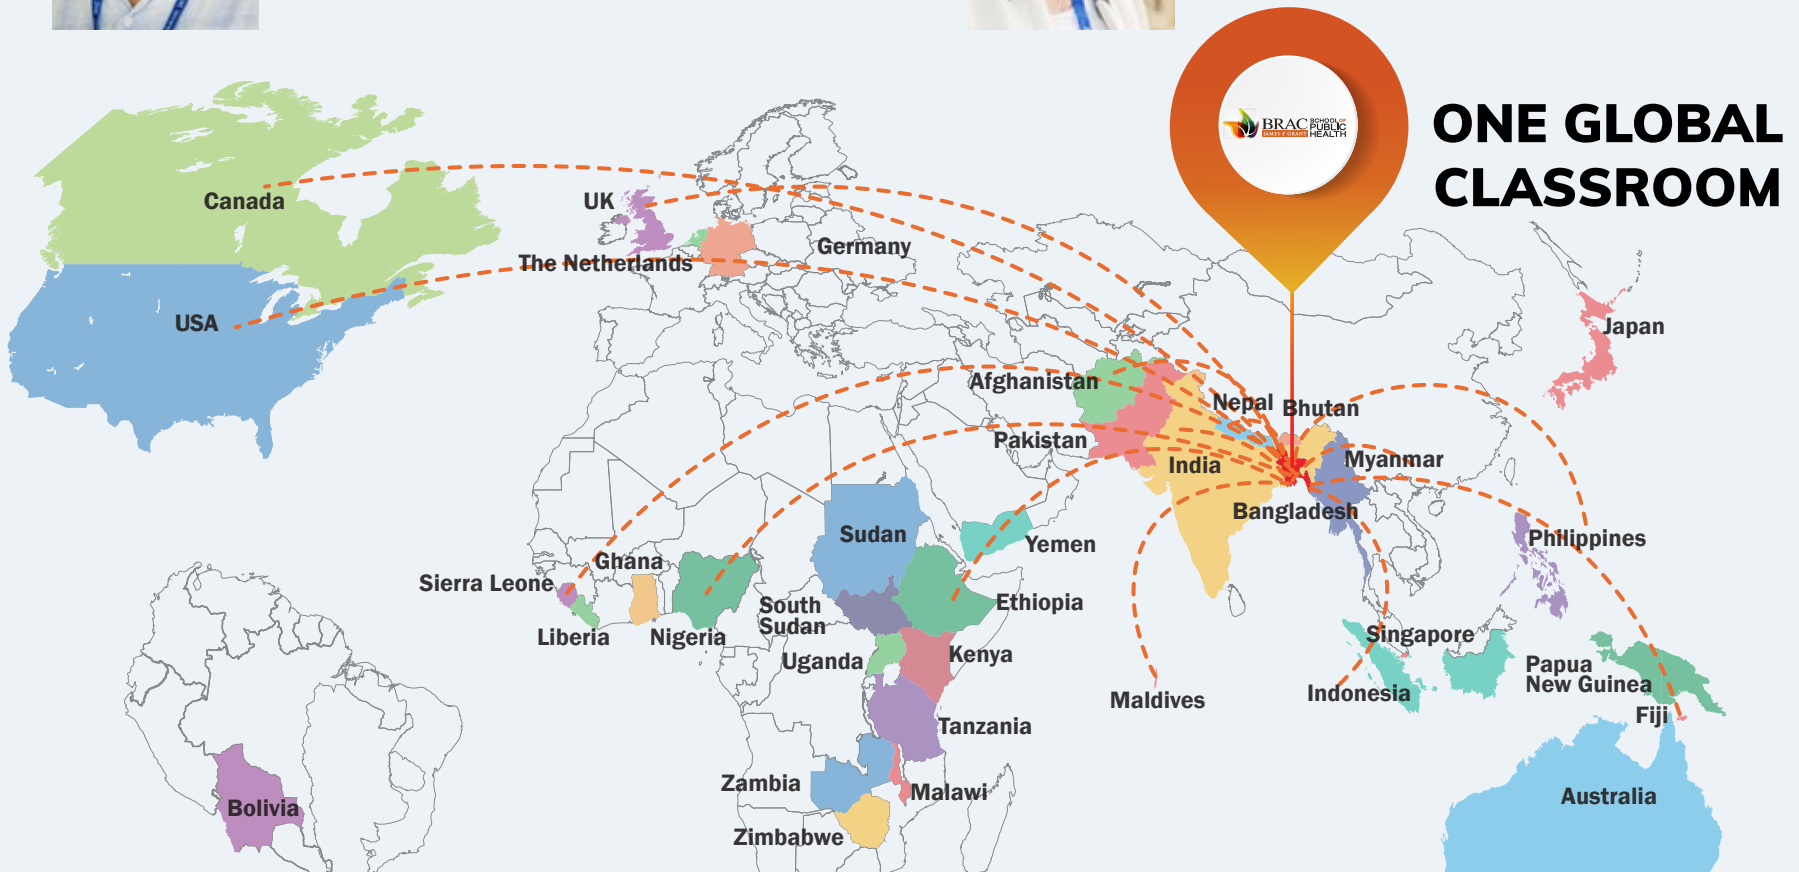 BRAC
JAMES P GRANT
SCHOOL OF
PUBLIC
HEALTH
ONE GLOBAL
CLASSROOM
Canada
UK
The Netherlands
Germany
USA
Japan
Afghanistan
Nepal
Bhutan
Pakistan
India
Myanmar
Bangladesh
Sudan
Yemen
Philippines
Ghana
Sierra Leone
Ethiopia
South
Sudan
Liberia
Nigeria
Singapore
Uganda
Kenya
Papua
New Guinea
Maldives
Indonesia
Fiji
Tanzania
Zambia
Malawi
Australia
Bolivia
Zimbabwe